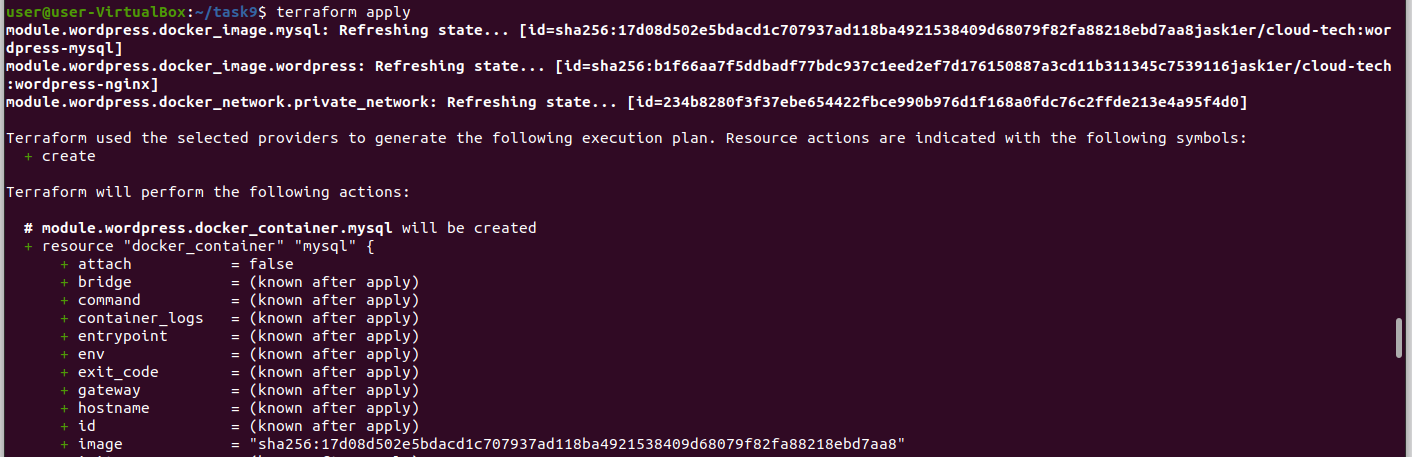 user@user-VirtualBox:~/task9$ terraform apply
module.wordpress.docker_image.mysql: Refreshing state... [id=sha256:17d08d502e5bdacd1c707937ad118ba4921538409d68079f82fa88218ebd7aa8jask1er/cloud-tech:wor
dpress-mysql]
module.wordpress.docker_image.wordpress: Refreshing state... [id=sha256:b1f66aa7f5ddbadf77bdc937c1eed2ef7d176150887a3cd11b311345c7539116jask1er/cloud-tech
:wordpress-nginx]
module.wordpress.docker_network.private_network: Refreshing state... [id=234b8280f3f37ebe654422fbce990b976d1f168a0fdc76c2ffde213e4a95f4d0]
Terraform used the selected providers to generate the following execution plan. Resource actions are indicated with the following symbols:
+ create
Terraform will perform the following actions:
# module.wordpress.docker_container.mysql will be created
+ resource "docker_container" "mysql" {
+ attach = false
+ bridge = (known after apply)
+ command = (known after apply)
+ container_logs = (known after apply)
+ entrypoint = (known after apply)
+ env = (known after apply)
+ exit_code = (known after apply)
+ gateway = (known after apply)
+ hostname = (known after apply)
+ id = (known after apply)
+ image = "sha256:17d08d502e5bdacd1c707937ad118ba4921538409d68079f82fa88218ebd7aa8"